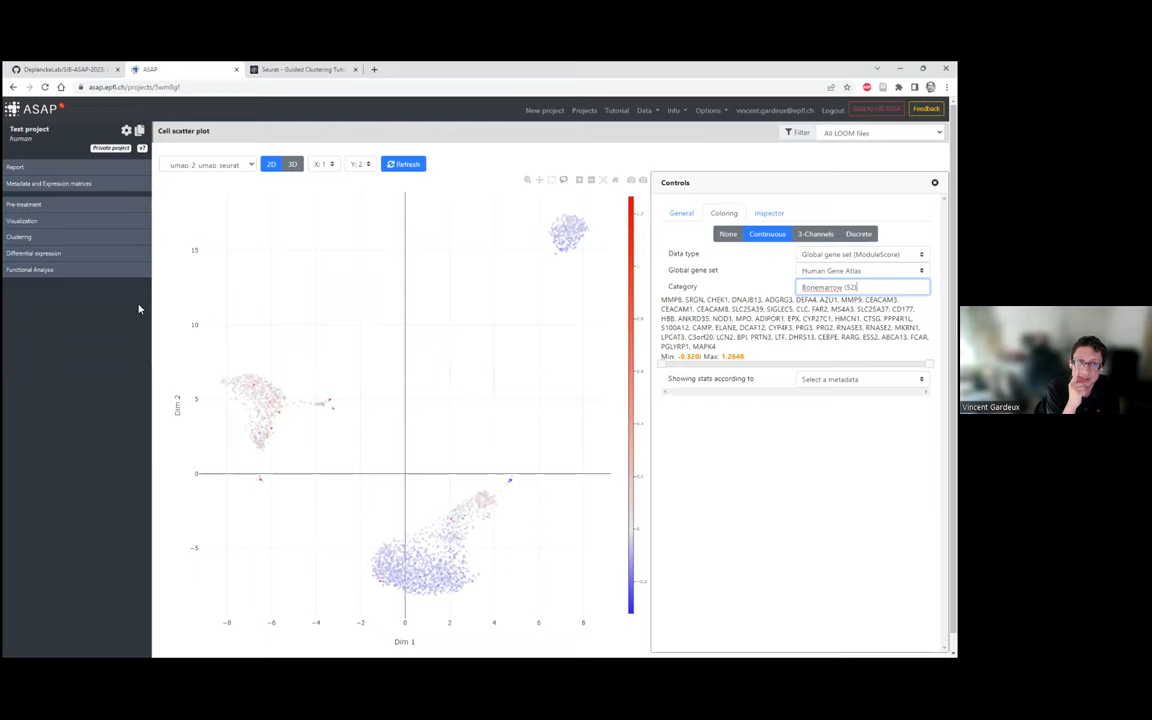 DeplanckeLab/SIB-ASAP-2023:
ASAP
Seurat - Guided Clustering Tuto
asap.epfl.ch/projects/5wm8gf
ASAP
New project
Projects
Tutorial
Data
Info
Options
vincent.gardeux@epfl.ch
Logout
Feedback
Test project
human
Private project
v7
Cell scatter plot
Filter
All LOOM files
Report
Metadata and Expression matrices
Pre-treatment
Visualization
Clustering
Differential expression
Functional Analysis
umap_2_umap_seurat
2D
3D
X: 1
Y: 2
Refresh
Controls
General
Coloring
Inspector
None
Continuous
3-Channels
Discrete
Data type
Global gene set (ModuleScore)
Global gene set
Human Gene Atlas
Category
Bonemarrow (52)
MMP8, SRGN, CHEK1, DNAJB13, ADGRG3, DEFA4, AZU1, MMP9, CEACAM3,
CEACAM1, CEACAM8, SLC25A39, SIGLEC5, CLC, FAR2, MS4A3, SLC25A37, CD177,
HBB, ANKRD35, NOD1, MPO, ADIPOR1, EPX, CYP27C1, HMCN1, CTSG, PPP4R1L,
S100A12, CAMP, ELANE, DCAF12, CYP4F3, PRG3, PRG2, RNASE3, RNASE2, MKRN1,
LPCAT3, C3orf20, LCN2, BPI, PRTN3, LTF, DHRS13, CEBPE, RARG, ESS2, ABCA13, FCAR,
PGLYRP1, MAPK4
Min: -0.3201 Max: 1.2648
Showing stats according to
Select a metadata
15
10
5
0
−5
Dim 2
−8
−6
−4
−2
0
2
4
6
8
Dim 1
Vincent Gardeux